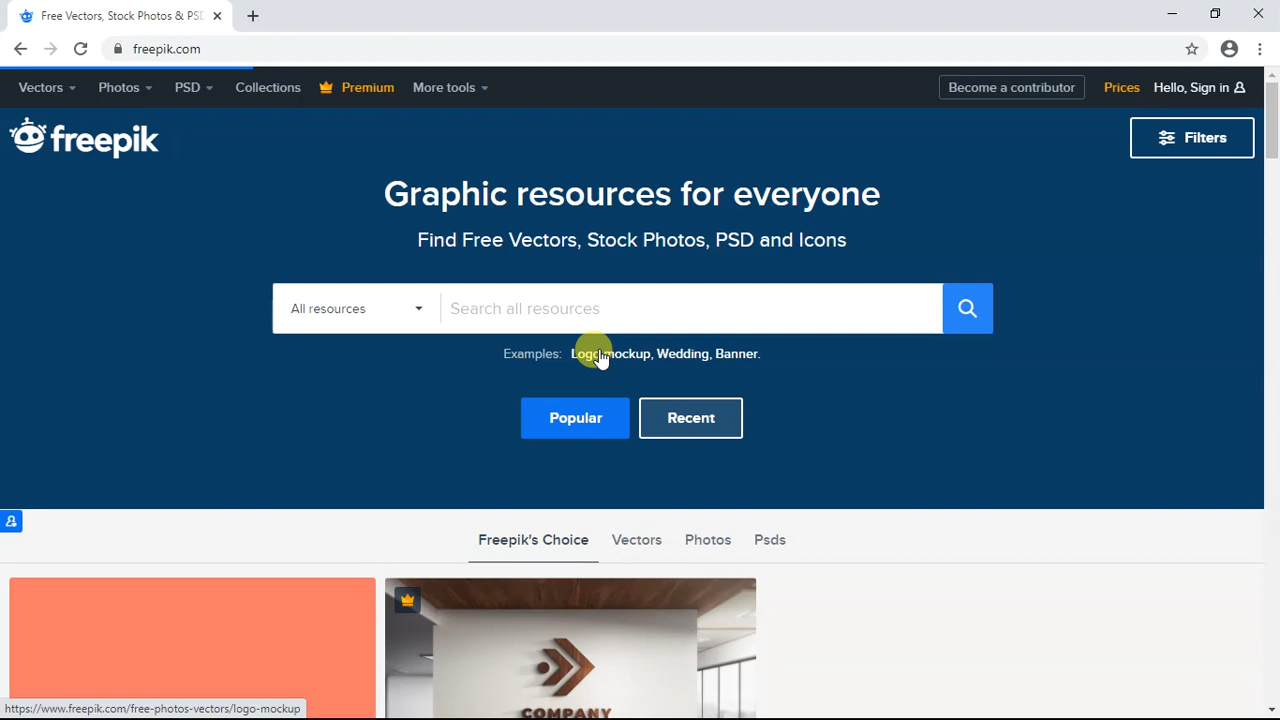 Free Vectors, Stock Photos & PSD
freepik.com
Vectors Photos PSD Collections Premium More tools Become a contributor Prices Hello, Sign in
freepik
Filters
Graphic resources for everyone
Find Free Vectors, Stock Photos, PSD and Icons
All resources Search all resources
Examples: Logo mockup, Wedding, Banner.
Popular Recent
Freepik's Choice Vectors Photos Psds
COMPANY
https://www.freepik.com/free-photos-vectors/logo-mockup